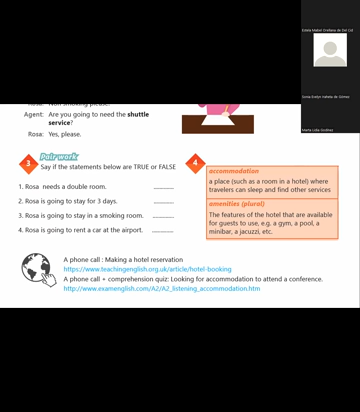 Rosa: Non smoking please.
Agent: Are you going to need the shuttle
service?
Rosa: Yes, please.
3
Pair work
Say if the statements below are TRUE or FALSE
1. Rosa needs a double room. ............
2. Rosa is going to stay for 3 days. ............
3. Rosa is going to stay in a smoking room. ............
4. Rosa is going to rent a car at the airport. ............
4
accommodation
a place (such as a room in a hotel) where
travelers can sleep and find other services
amenities (plural)
The features of the hotel that are available
for guests to use, e.g. a gym, a pool, a
minibar, a jacuzzi, etc.
A phone call : Making a hotel reservation
https://www.teachingenglish.org.uk/article/hotel-booking
A phone call + comprehension quiz: Looking for accommodation to attend a conference.
http://www.examenglish.com/A2/A2_listening_accommodation.htm